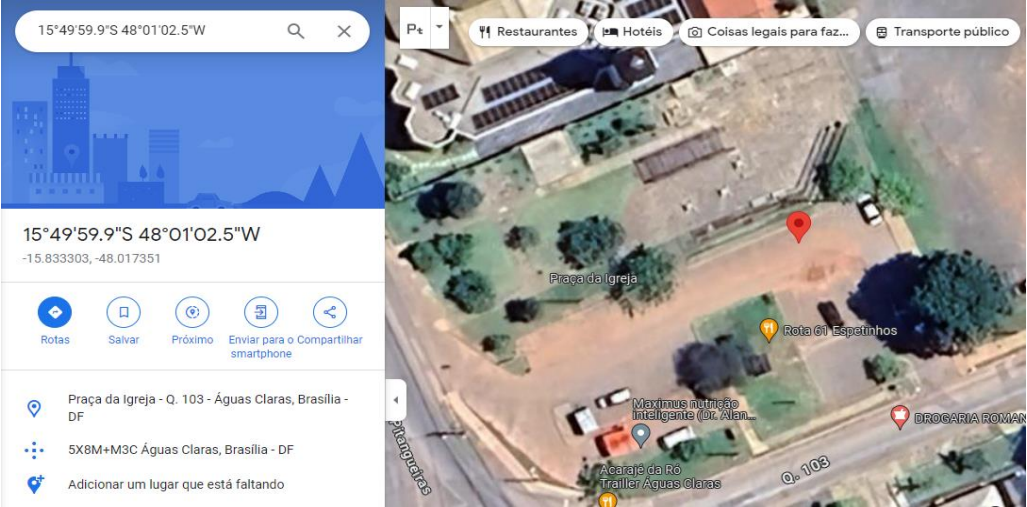 15°49'59.9"S 48°01'02.5"W
15°49'59.9"S 48°01'02.5"W
-15.833303, -48.017351
Rotas
Salvar
Próximo
Enviar para o
smartphone
Compartilhar
Praça da Igreja - Q. 103 - Águas Claras, Brasília -
DF
5X8M+M3C Águas Claras, Brasília - DF
Adicionar um lugar que está faltando
Restaurantes
Hotéis
Coisas legais para faz...
Transporte público
Praça da Igreja
Rota 61 Espetinhos
Maximus nutrição
inteligente (Dr. Alan...
DROGARIA ROMAN
Pitangueiras
Acarajé da Ró
Trailler Águas Claras
Q. 103